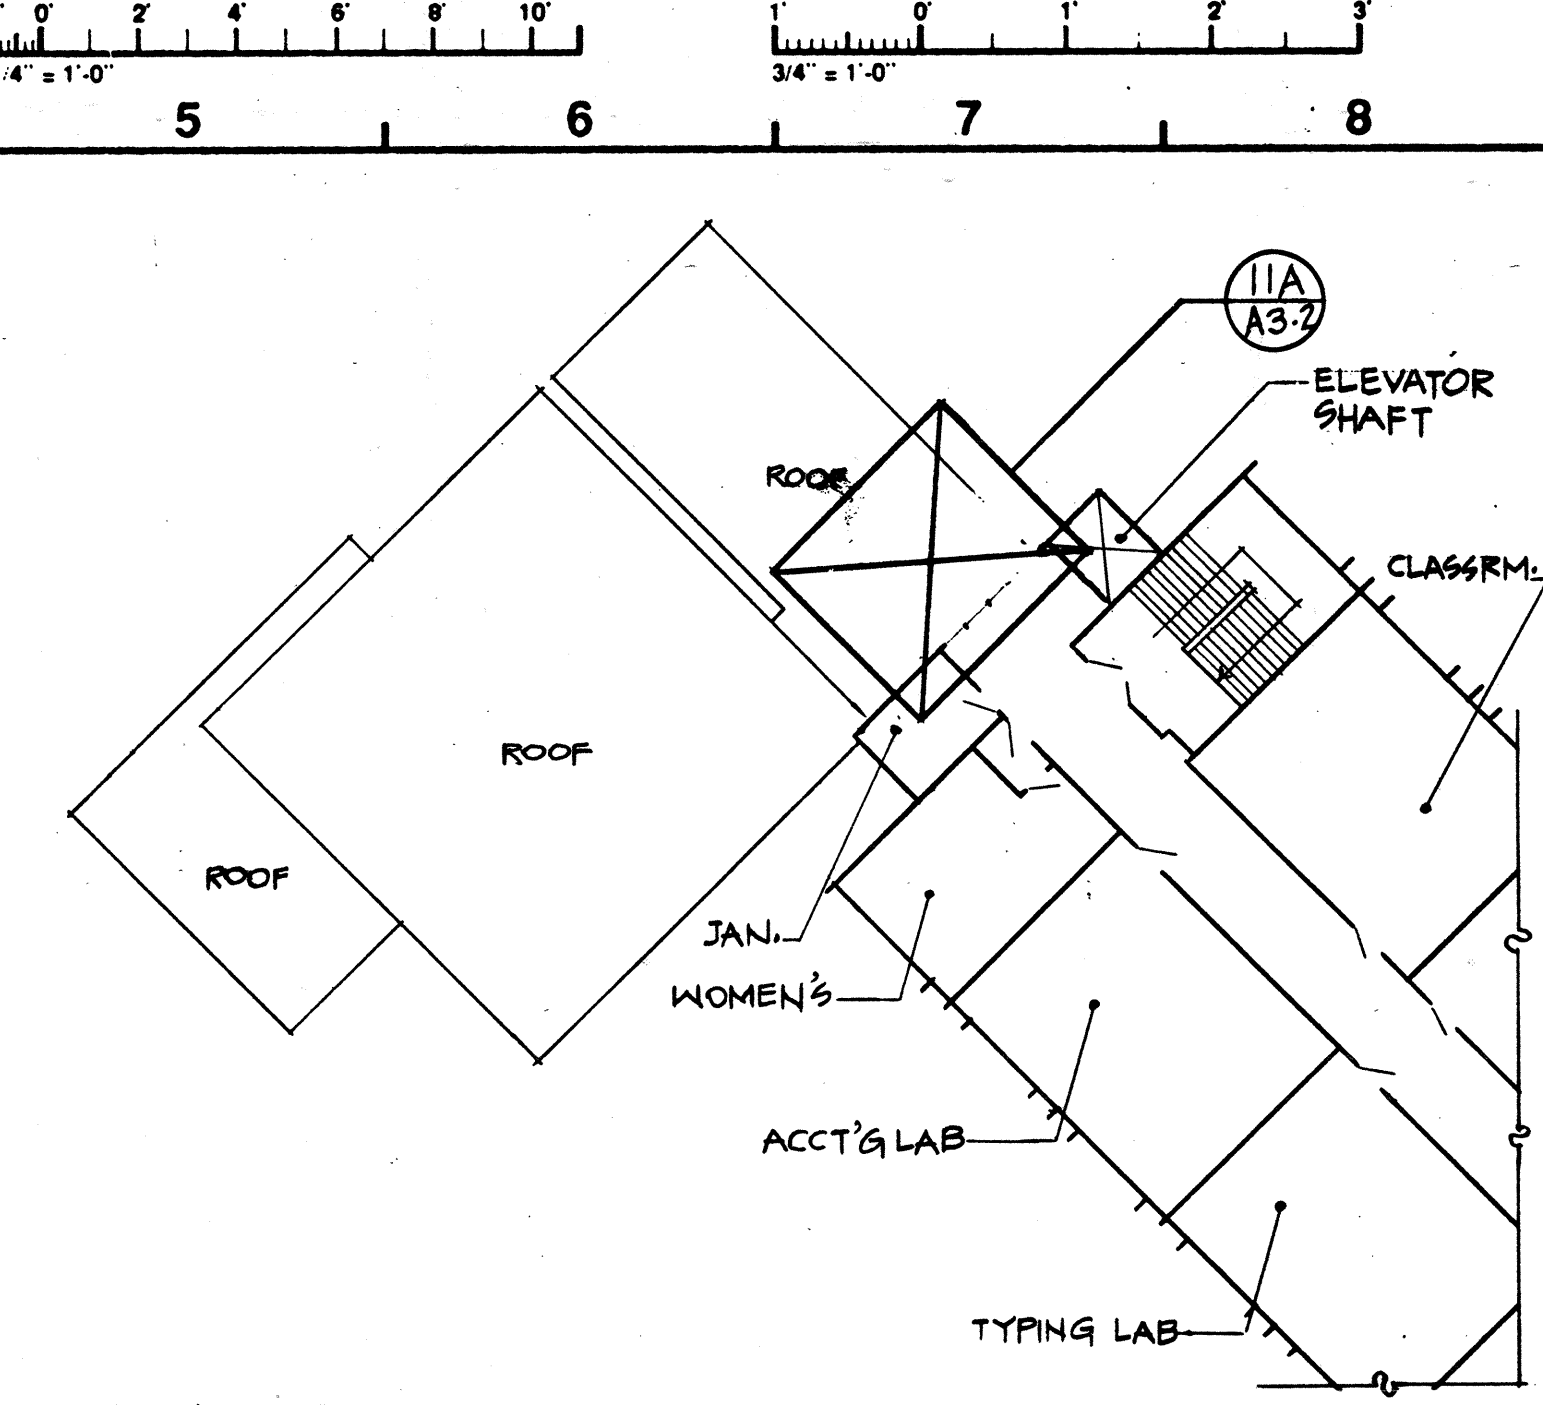 0' 2' 4' 6' 8' 10'
1' 0' 1' 2' 3'
/4" = 1'-0"
3/4" = 1'-0"
5 6 7 8
11A
A3.2
ELEVATOR
SHAFT
ROOF
CLASSRM.
ROOF
ROOF
JAN.
WOMEN'S
ACCT'G LAB
TYPING LAB